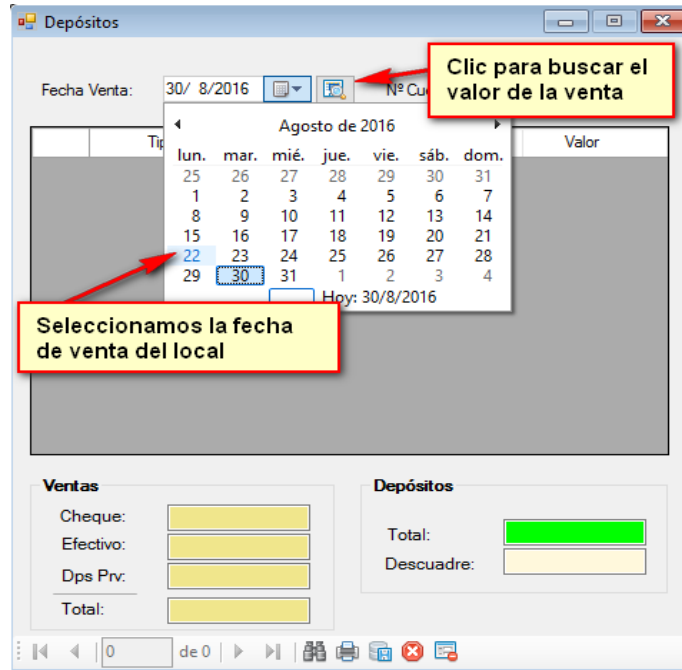 Depósitos
Clic para buscar el
valor de la venta
Fecha Venta: 30/ 8/2016 Nº
Agosto de 2016
Valor
lun. mar. mié. jue. vie. sáb. dom.
25 26 27 28 29 30 31
1 2 3 4 5 6 7
8 9 10 11 12 13 14
15 16 17 18 19 20 21
22 23 24 25 26 27 28
29 30 31 1 2 3 4
Hoy: 30/8/2016
Seleccionamos la fecha
de venta del local
Ventas
Cheque:
Efectivo:
Dps Prv:
Total:
Depósitos
Total:
Descuadre:
0 de 0